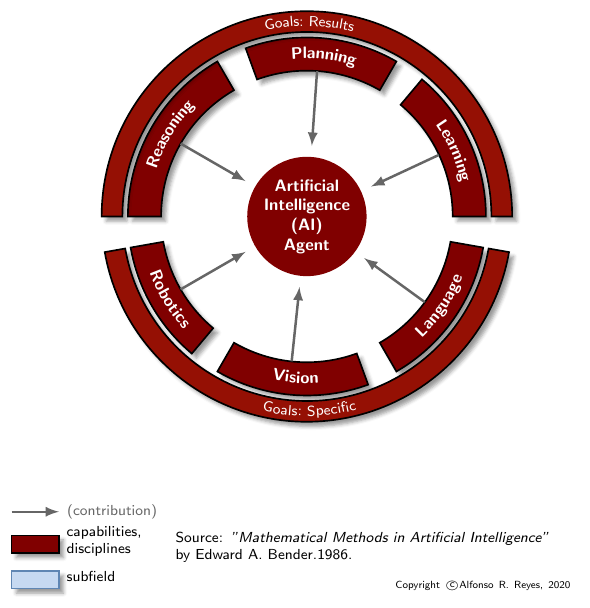 Goals: Results
Planning
Reasoning
Learning
Artificial
Intelligence
(AI)
Agent
Robotics
Language
Vision
Goals: Specific
(contribution)
capabilities,
disciplines
subfield
Source: "Mathematical Methods in Artificial Intelligence"
by Edward A. Bender.1986.
Copyright ©Alfonso R. Reyes, 2020